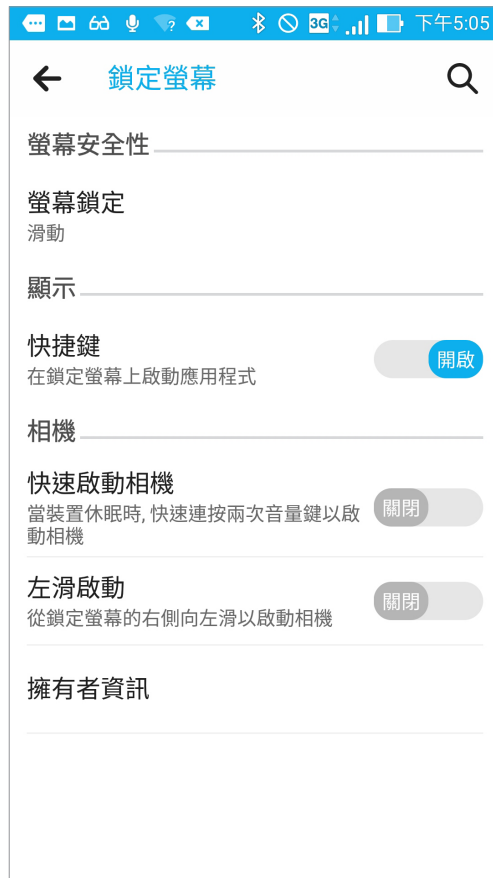 3G 下午5:05
鎖定螢幕
螢幕安全性
螢幕鎖定
滑動
顯示
快捷鍵
在鎖定螢幕上啟動應用程式
開啟
相機
快速啟動相機
當裝置休眠時, 快速連按兩次音量鍵以啟
動相機
關閉
左滑啟動
從鎖定螢幕的右側向左滑以啟動相機
關閉
擁有者資訊